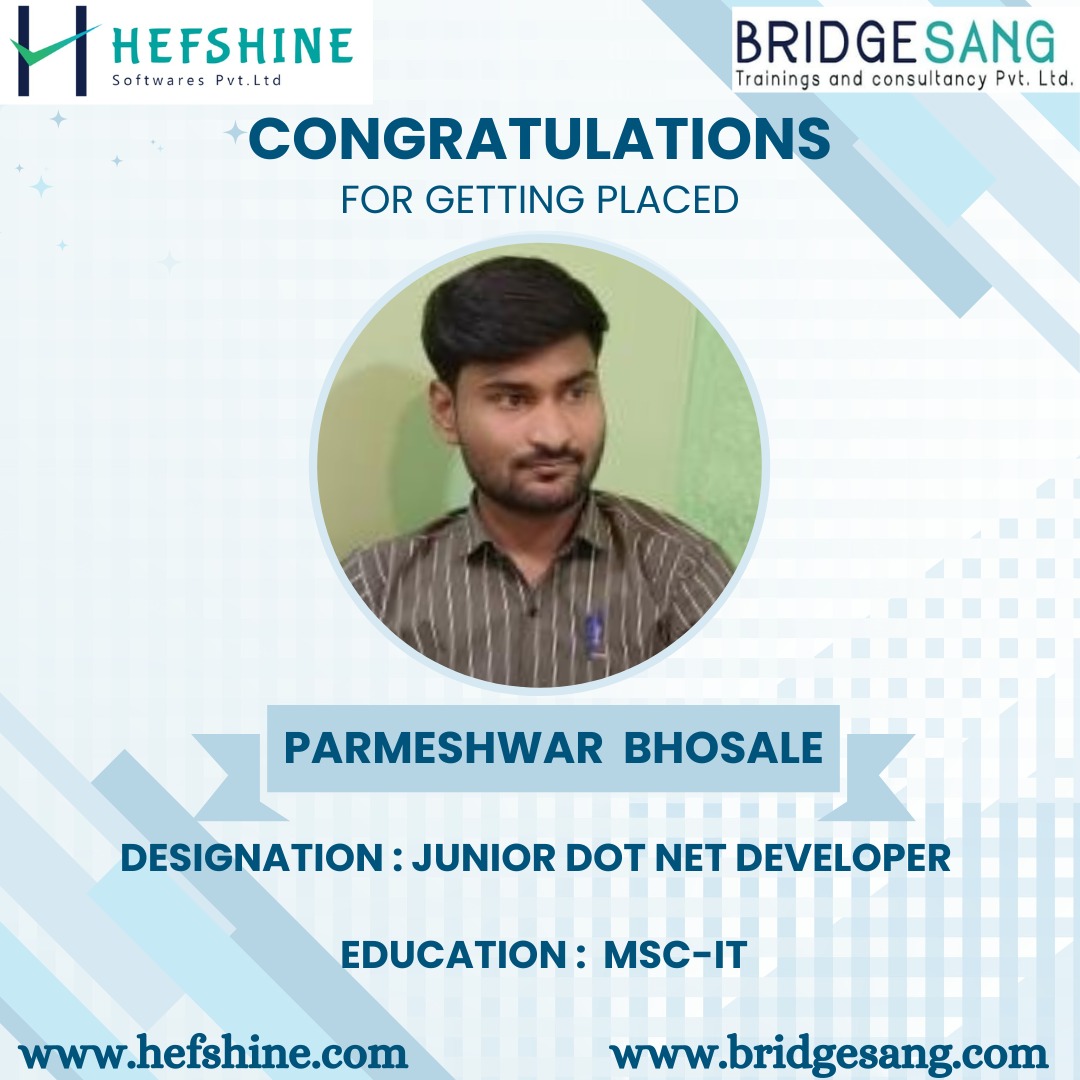 HEFSHINE
Softwares Pvt.Ltd
BRIDGESANG
Trainings and consultancy Pvt. Ltd.
CONGRATULATIONS
FOR GETTING PLACED
PARMESHWAR BHOSALE
DESIGNATION : JUNIOR DOT NET DEVELOPER
EDUCATION : MSC-IT
www.hefshine.com
www.bridgesang.com